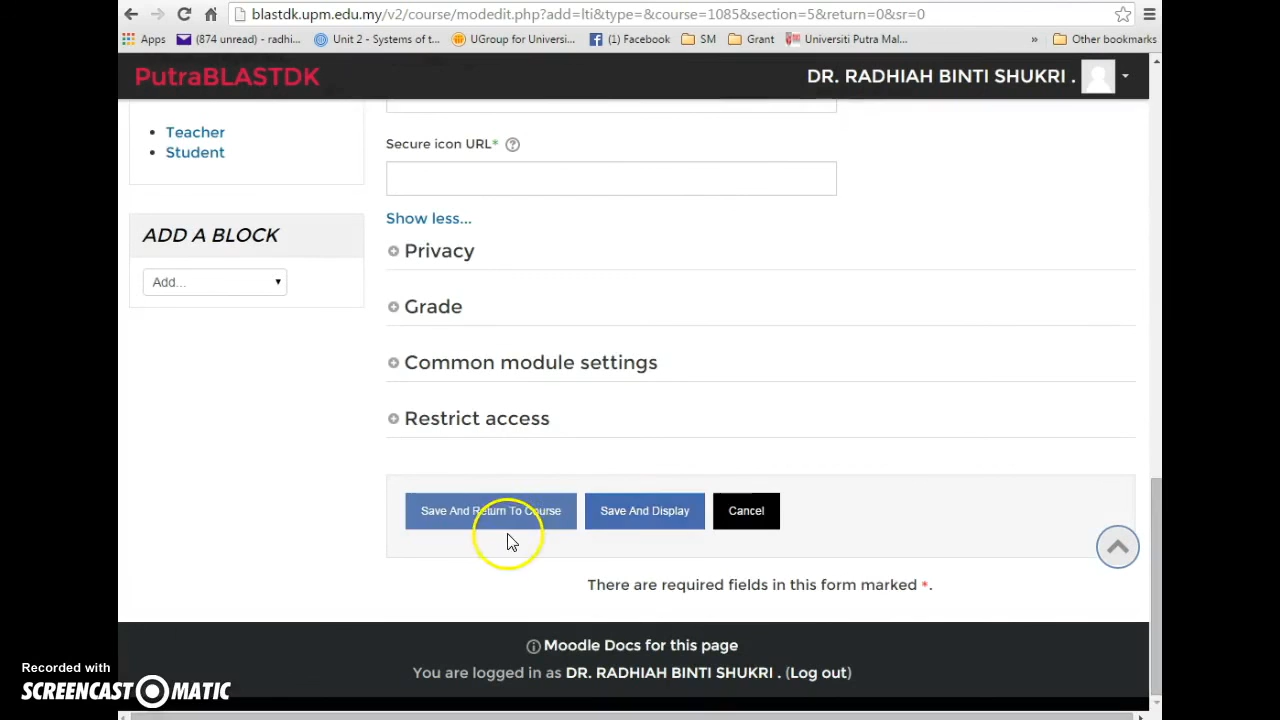 blastdk.upm.edu.my/v2/course/modedit.php?add=lti&type=&course=1085&section=5&return=0&sr=0
Apps (874 unread) - radhi... Unit 2 - Systems of t... UGroup for Universi... (1) Facebook SM Grant Universiti Putra Mal... » Other bookmarks
PutraBLASTDK DR. RADHIAH BINTI SHUKRI .
Teacher
Student
Secure icon URL*
Show less...
ADD A BLOCK
Add...
Privacy
Grade
Common module settings
Restrict access
Save And Return To Course Save And Display Cancel
There are required fields in this form marked *.
Moodle Docs for this page
You are logged in as DR. RADHIAH BINTI SHUKRI . (Log out)
Recorded with
SCREENCAST-O-MATIC